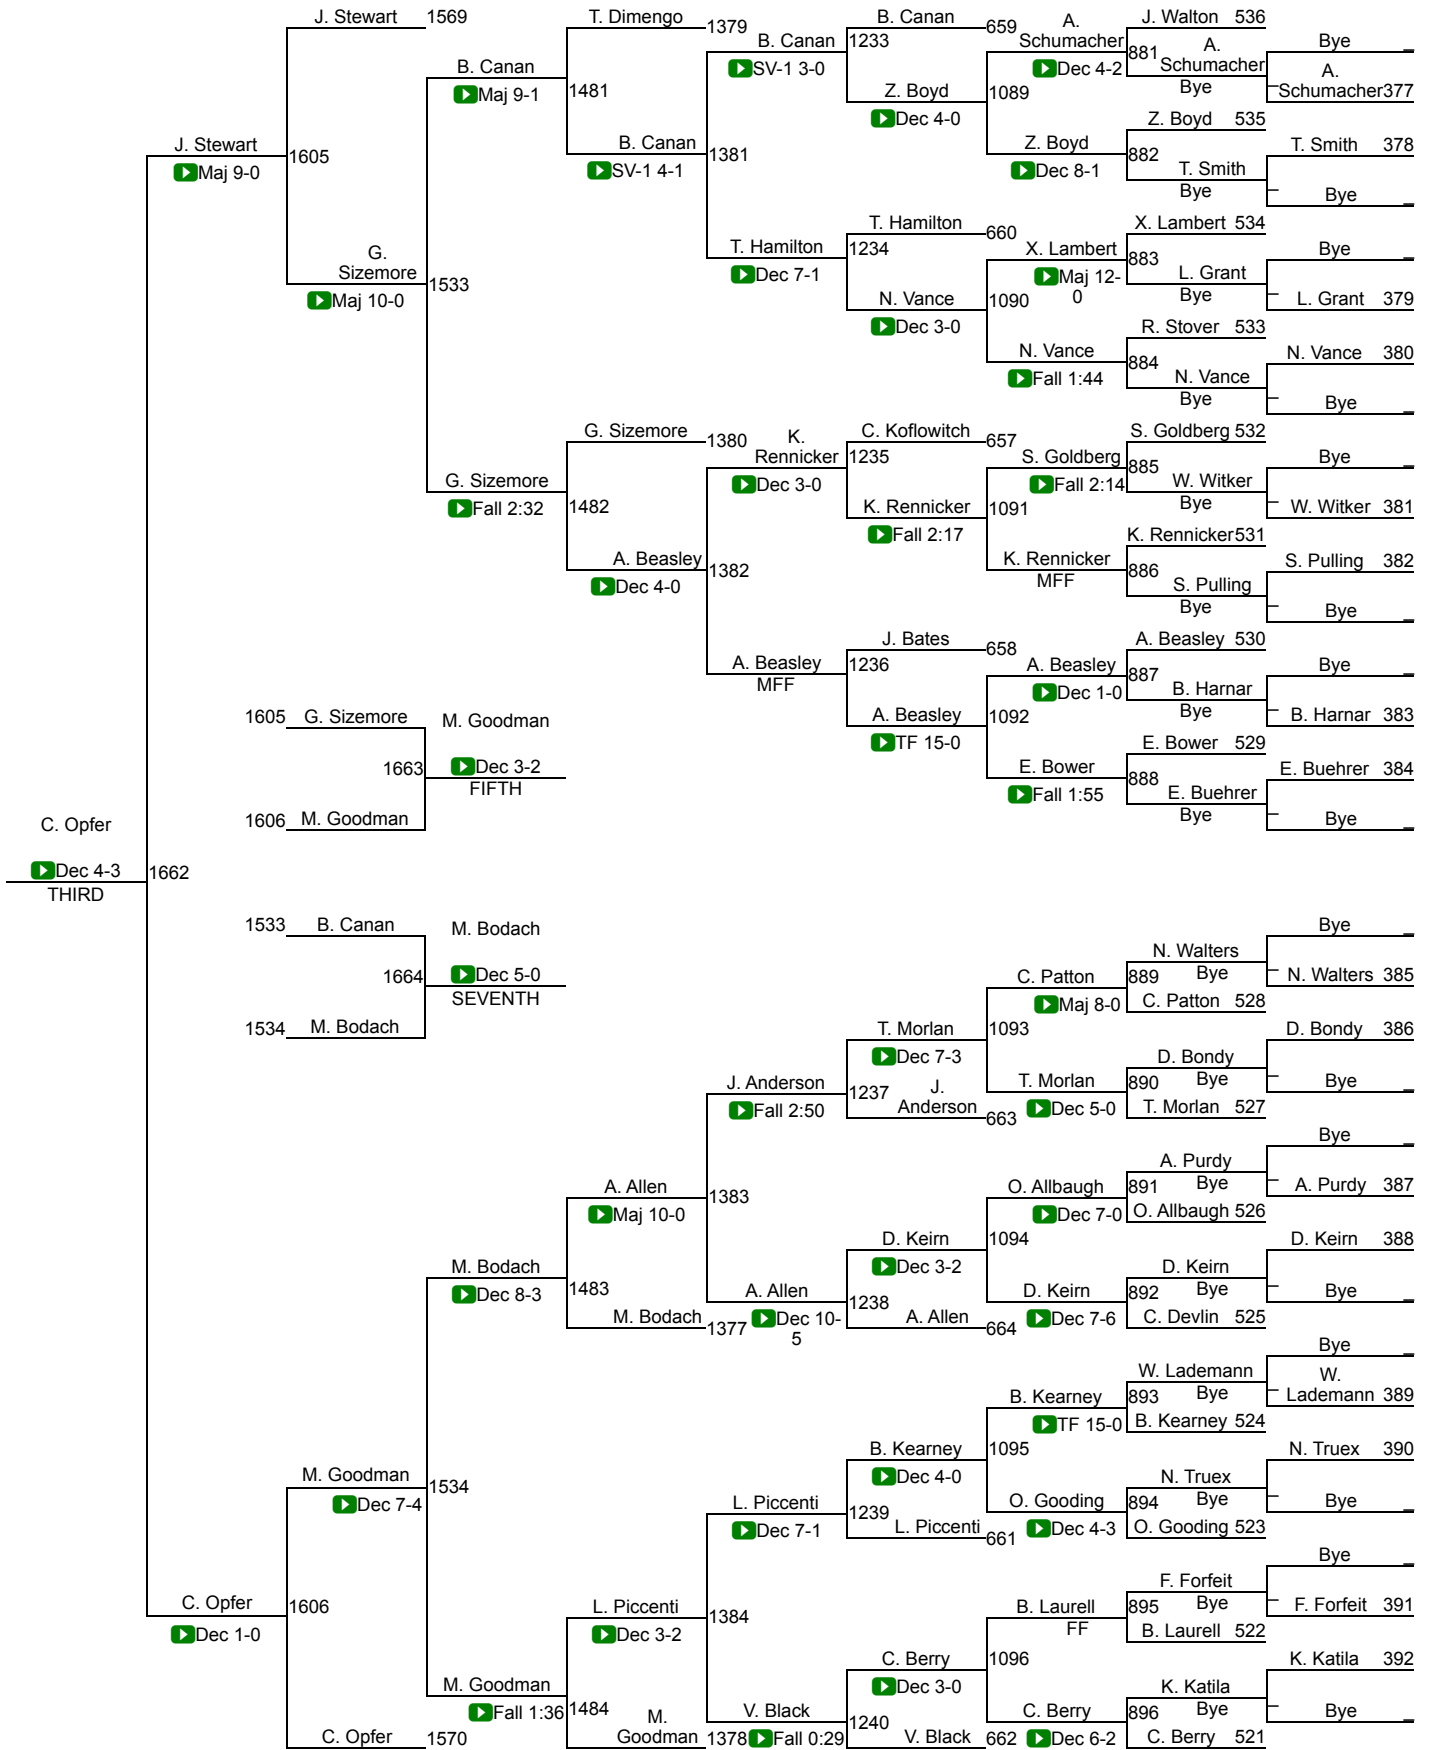 J. Stewart 1569
T. Dimengo 1379
B. Canan 659
A.
Schumacher
J. Walton 536
Bye _
B. Canan 1233
881 A.
Schumacher
SV-1 3-0
Dec 4-2
Bye
A.
Schumacher 377
B. Canan
Maj 9-1
1481
Z. Boyd 1089
Dec 4-0
Z. Boyd 535
J. Stewart
Maj 9-0
1605
B. Canan 1381
SV-1 4-1
Z. Boyd 882
Dec 8-1
T. Smith 378
T. Smith
Bye
Bye _
T. Hamilton 660
X. Lambert 534
T. Hamilton 1234
Dec 7-1
X. Lambert 883
Maj 12-
0
Bye _
G.
Sizemore 1533
Maj 10-0
L. Grant
Bye
L. Grant 379
N. Vance 1090
Dec 3-0
R. Stover 533
N. Vance 884
Fall 1:44
N. Vance 380
N. Vance
Bye
Bye _
G. Sizemore 1380
K.
Rennicker 1235
Dec 3-0
C. Koflowitch 657
S. Goldberg 532
S. Goldberg 885
Fall 2:14
Bye _
G. Sizemore 1482
Fall 2:32
W. Witker
Bye
W. Witker 381
K. Rennicker 1091
Fall 2:17
K. Rennicker 531
A. Beasley 1382
Dec 4-0
K. Rennicker 886
MFF
S. Pulling 382
S. Pulling
Bye
Bye _
J. Bates 658
A. Beasley 530
A. Beasley 1236
MFF
A. Beasley 887
Dec 1-0
Bye _
B. Harnar
Bye
B. Harnar 383
1605 G. Sizemore
M. Goodman
A. Beasley 1092
TF 15-0
E. Bower 529
1663
Dec 3-2
FIFTH
E. Bower 888
Fall 1:55
E. Buehrer 384
E. Buehrer
Bye
1606 M. Goodman
Bye _
C. Opfer
Dec 4-3
THIRD
1662
1533 B. Canan
M. Bodach
Bye _
1664
Dec 5-0
SEVENTH
C. Patton 889
Maj 8-0
N. Walters
Bye
N. Walters 385
C. Patton 528
1534 M. Bodach
T. Morlan 1093
Dec 7-3
D. Bondy 386
D. Bondy
J. Anderson 1237
Fall 2:50
J.
Anderson 663
T. Morlan 890
Dec 5-0
Bye
Bye _
T. Morlan 527
Bye _
A. Allen 1383
Maj 10-0
O. Allbaugh 891
Dec 7-0
A. Purdy
Bye
A. Purdy 387
O. Allbaugh 526
D. Keirn 1094
Dec 3-2
D. Keirn 388
M. Bodach 1483
Dec 8-3
D. Keirn
A. Allen 1238
Dec 10-
5
D. Keirn 892
Dec 7-6
Bye
Bye _
M. Bodach 1377
A. Allen 664
C. Devlin 525
Bye _
B. Kearney 893
TF 15-0
W. Lademann
Bye
W.
Lademann 389
B. Kearney 524
B. Kearney 1095
Dec 4-0
N. Truex 390
M. Goodman 1534
Dec 7-4
N. Truex
L. Piccenti 1239
Dec 7-1
L. Piccenti 661
O. Gooding 894
Dec 4-3
Bye
Bye _
O. Gooding 523
Bye _
C. Opfer 1606
Dec 1-0
L. Piccenti 1384
Dec 3-2
B. Laurell 895
FF
F. Forfeit
Bye
F. Forfeit 391
B. Laurell 522
C. Berry 1096
Dec 3-0
K. Katila 392
M. Goodman 1484
Fall 1:36
K. Katila
V. Black 1240
Fall 0:29
C. Berry 896
Dec 6-2
Bye
Bye _
C. Opfer 1570
M.
Goodman 1378
V. Black 662
C. Berry 521